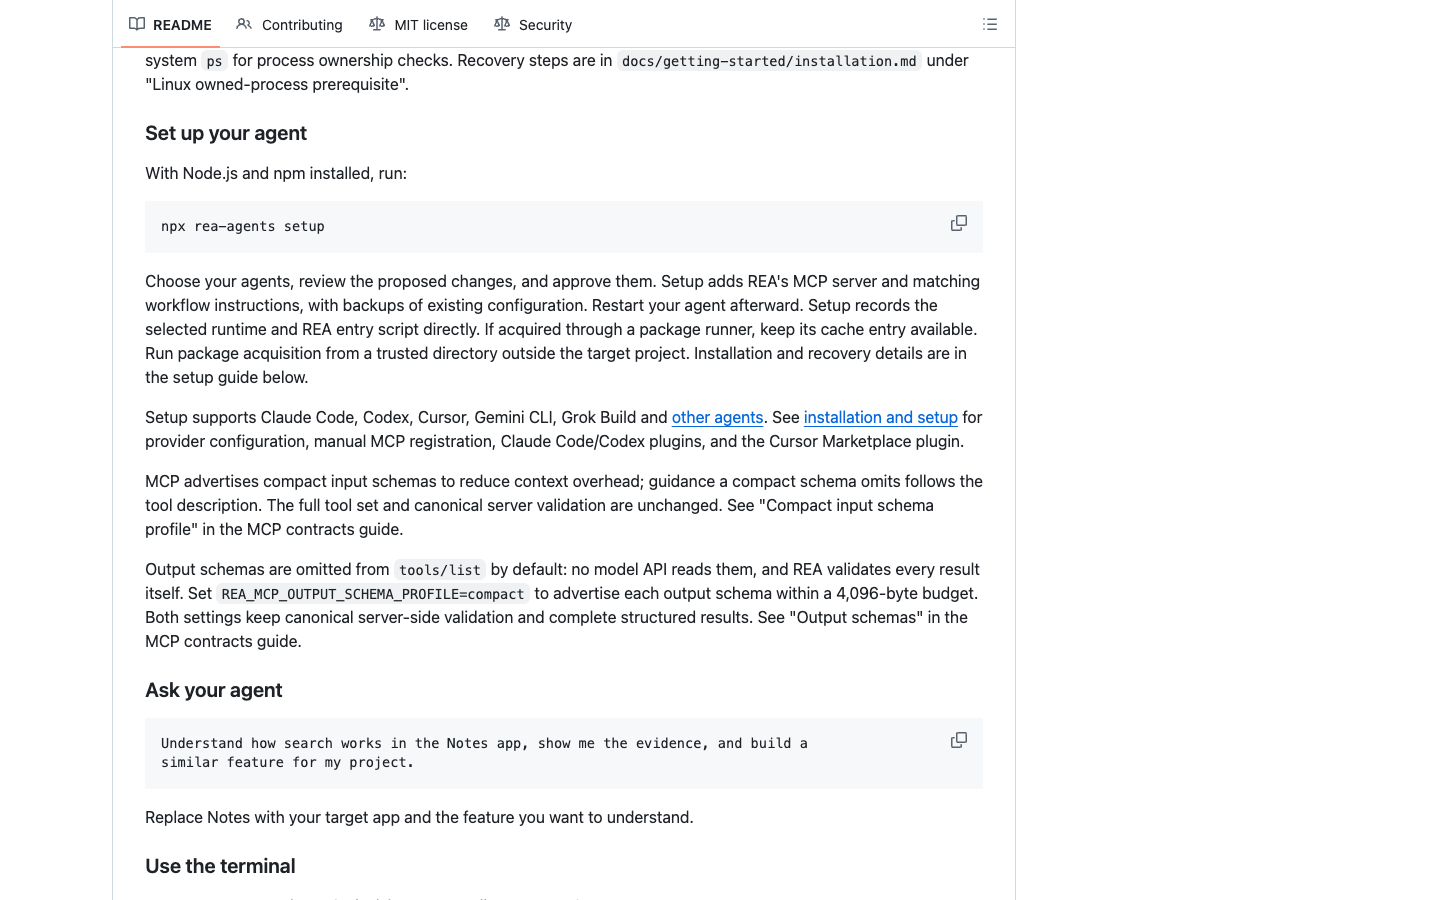 README
Contributing
MIT license
Security
system ps for process ownership checks. Recovery steps are in docs/getting-started/installation.md under
"Linux owned-process prerequisite".
Set up your agent
With Node.js and npm installed, run:
npx rea-agents setup
Choose your agents, review the proposed changes, and approve them. Setup adds REA's MCP server and matching
workflow instructions, with backups of existing configuration. Restart your agent afterward. Setup records the
selected runtime and REA entry script directly. If acquired through a package runner, keep its cache entry available.
Run package acquisition from a trusted directory outside the target project. Installation and recovery details are in
the setup guide below.
Setup supports Claude Code, Codex, Cursor, Gemini CLI, Grok Build and other agents. See installation and setup for
provider configuration, manual MCP registration, Claude Code/Codex plugins, and the Cursor Marketplace plugin.
MCP advertises compact input schemas to reduce context overhead; guidance a compact schema omits follows the
tool description. The full tool set and canonical server validation are unchanged. See "Compact input schema
profile" in the MCP contracts guide.
Output schemas are omitted from tools/list by default: no model API reads them, and REA validates every result
itself. Set REA_MCP_OUTPUT_SCHEMA_PROFILE=compact to advertise each output schema within a 4,096-byte budget.
Both settings keep canonical server-side validation and complete structured results. See "Output schemas" in the
MCP contracts guide.
Ask your agent
Understand how search works in the Notes app, show me the evidence, and build a
similar feature for my project.
Replace Notes with your target app and the feature you want to understand.
Use the terminal